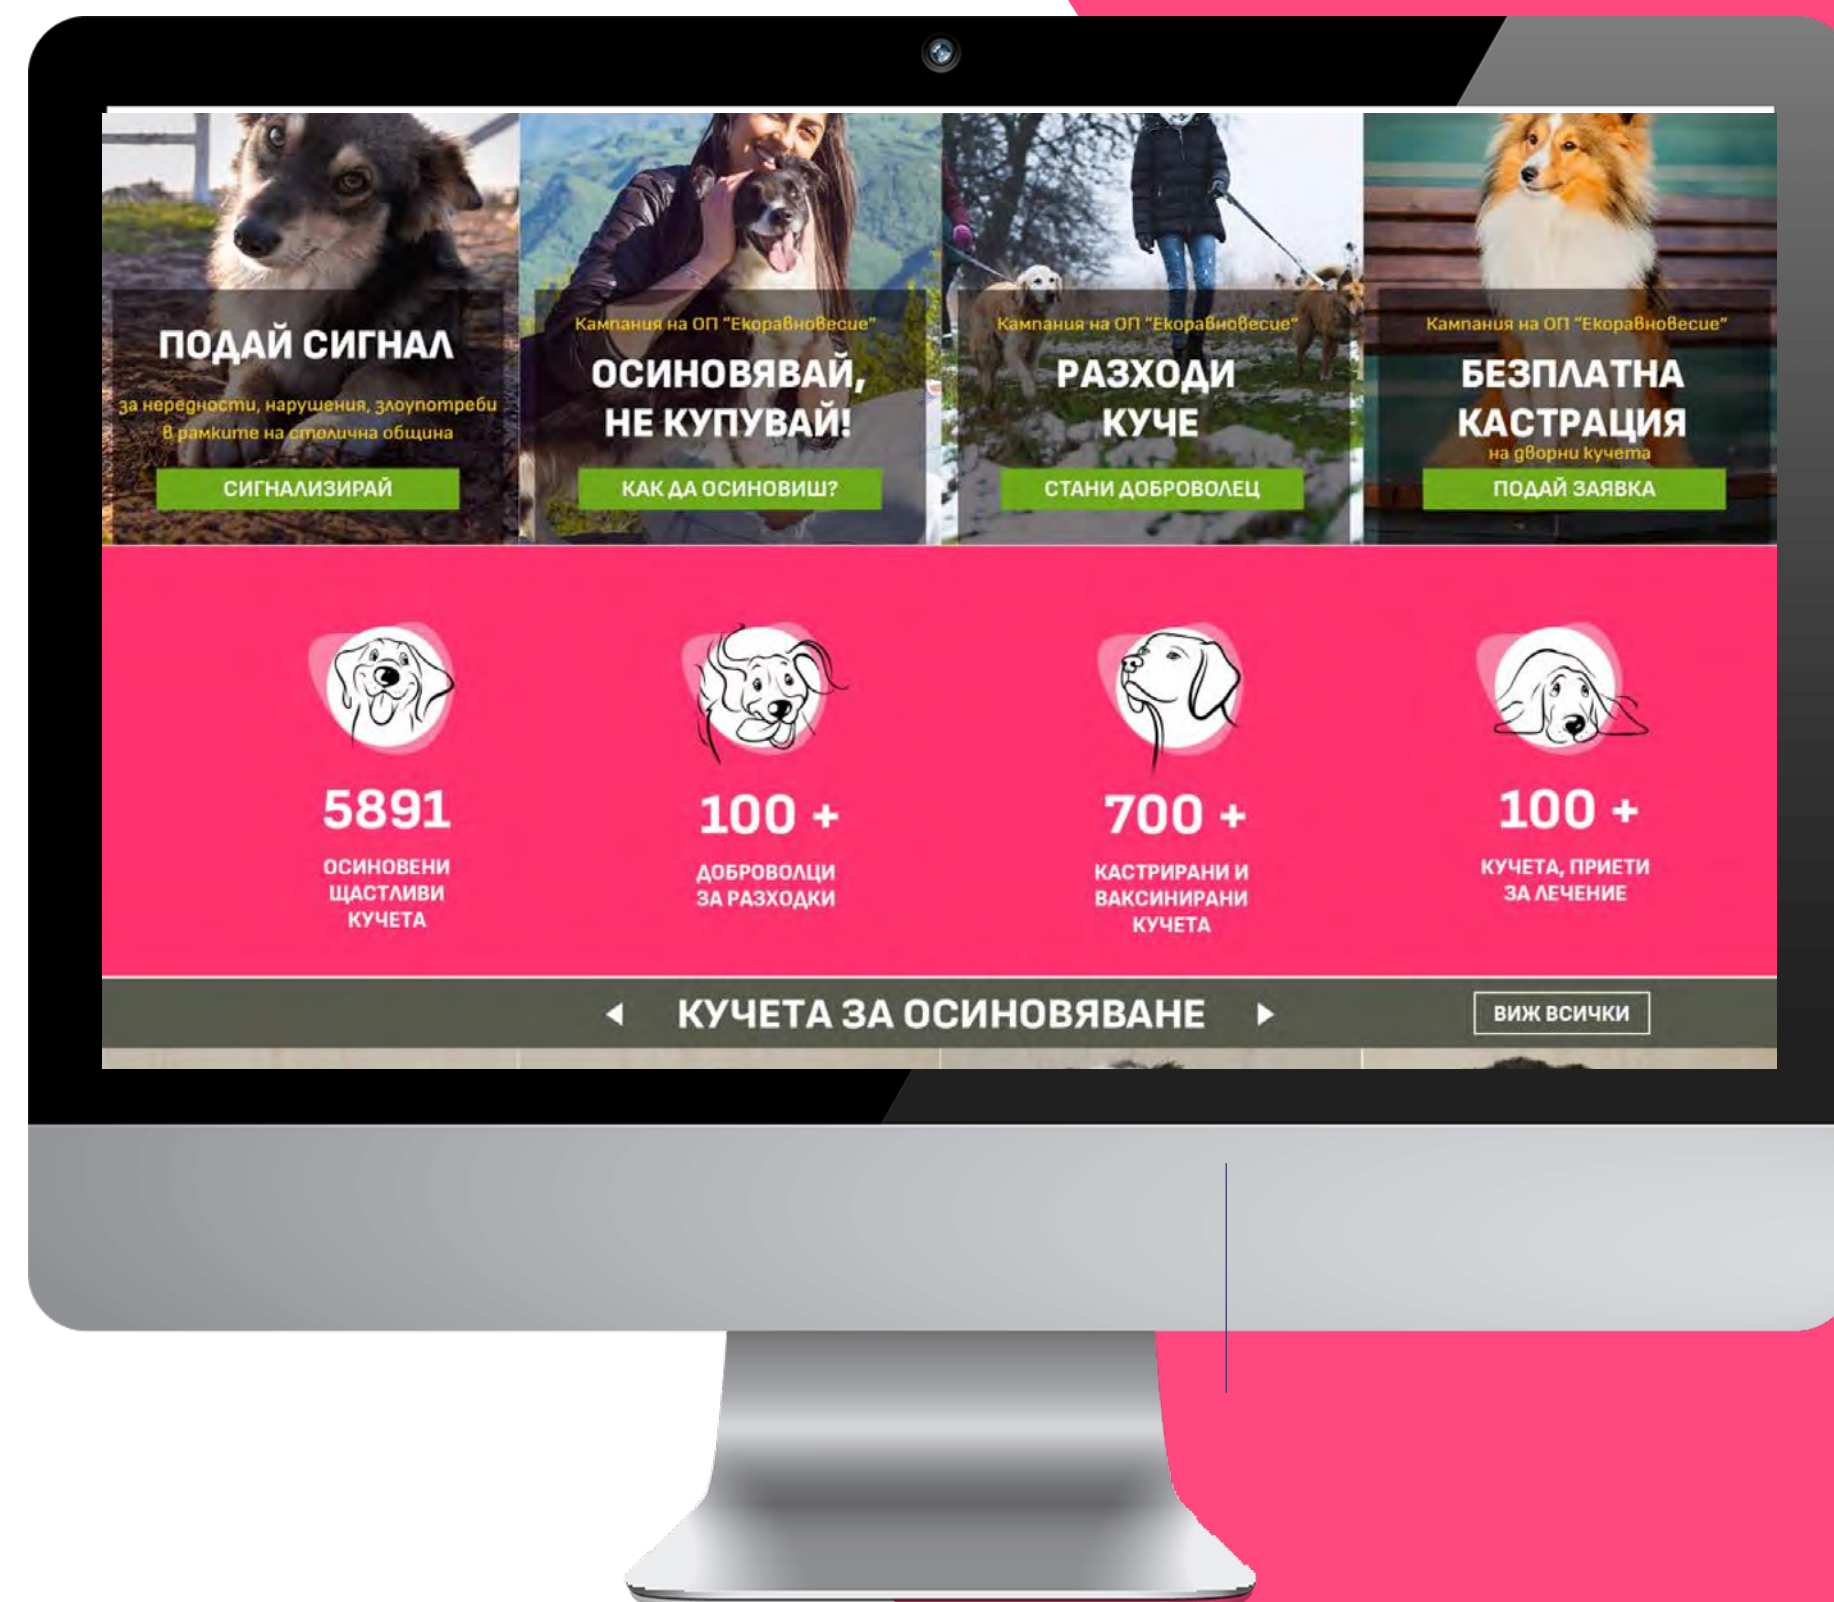 ПОДАЙ СИГНАЛ
за нередности, нарушения, злоупотреби
в рамките на столична община
СИГНАЛИЗИРАЙ
Кампания на ОП "Екоравновесие"
ОСИНОВЯВАЙ,
НЕ КУПУВАЙ!
КАК ДА ОСИНОВИШ?
Кампания на ОП "Екоравновесие"
РАЗХОДИ
КУЧЕ
СТАНИ ДОБРОВОЛЕЦ
Кампания на ОП "Екоравновесие"
БЕЗПЛАТНА
КАСТРАЦИЯ
на дворни кучета
ПОДАЙ ЗАЯВКА
5891
ОСИНОВЕНИ
ЩАСТЛИВИ
КУЧЕТА
100 +
ДОБРОВОЛЦИ
ЗА РАЗХОДКИ
700 +
КАСТРИРАНИ И
ВАКСИНИРАНИ
КУЧЕТА
100 +
КУЧЕТА, ПРИЕТИ
ЗА ЛЕЧЕНИЕ
КУЧЕТА ЗА ОСИНОВЯВАНЕ
ВИЖ ВСИЧКИ